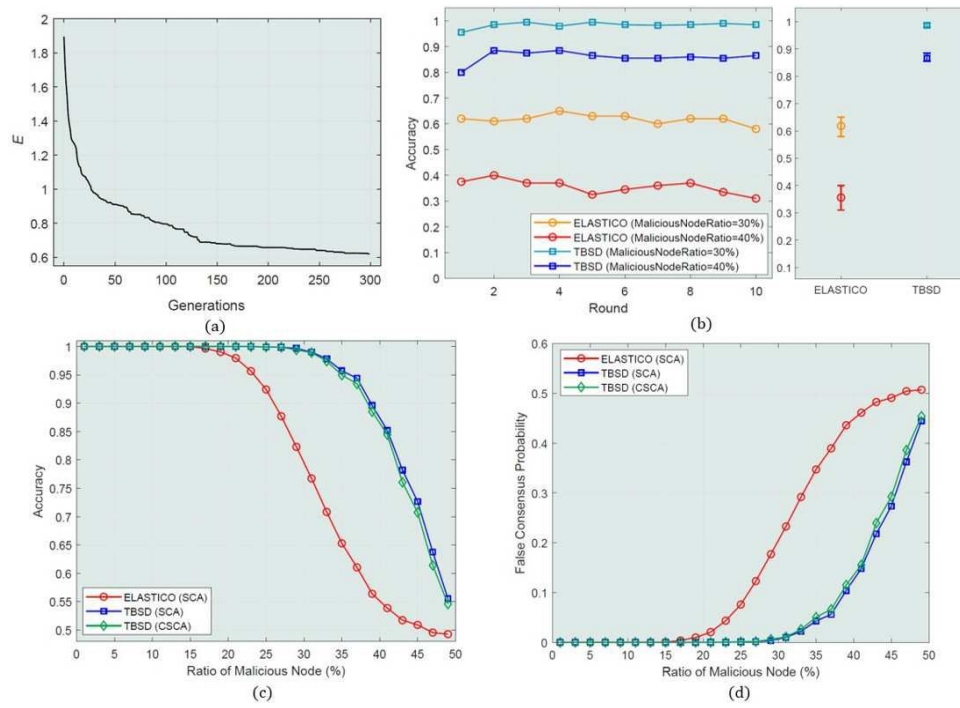 2
1.8
1.6
1.4
1.2
1
0.8
0.6
E
0 50 100 150 200 250 300
Generations
(a)
1
0.9
0.8
0.7
0.6
0.5
0.4
0.3
0.2
0.1
0
Accuracy
ELASTICO (MaliciousNodeRatio=30%)
ELASTICO (MaliciousNodeRatio=40%)
TBSD (MaliciousNodeRatio=30%)
TBSD (MaliciousNodeRatio=40%)
2 4 6 8 10
Round
1
0.9
0.8
0.7
0.6
0.5
0.4
0.3
0.2
0.1
ELASTICO TBSD
(b)
1
0.95
0.9
0.85
0.8
0.75
0.7
0.65
0.6
0.55
0.5
Accuracy
ELASTICO (SCA)
TBSD (SCA)
TBSD (CSCA)
0 5 10 15 20 25 30 35 40 45 50
Ratio of Malicious Node (%)
(c)
0.6
0.5
0.4
0.3
0.2
0.1
0
False Consensus Probability
ELASTICO (SCA)
TBSD (SCA)
TBSD (CSCA)
0 5 10 15 20 25 30 35 40 45 50
Ratio of Malicious Node (%)
(d)